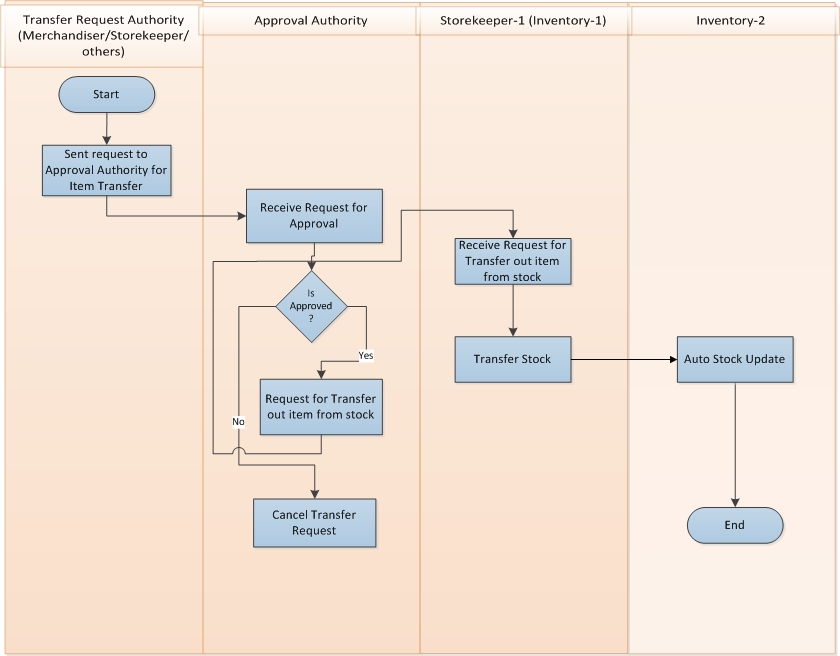 Transfer Request Authority
(Merchandiser/Storekeeper/
others)
Approval Authority
Storekeeper-1 (Inventory-1)
Inventory-2
Start
Sent request to
Approval Authority for
Item Transfer
Receive Request for
Approval
Receive Request for
Transfer out item
from stock
Is
Approved
?
Yes
Transfer Stock
Auto Stock Update
Request for Transfer
out item from stock
No
Cancel Transfer
Request
End